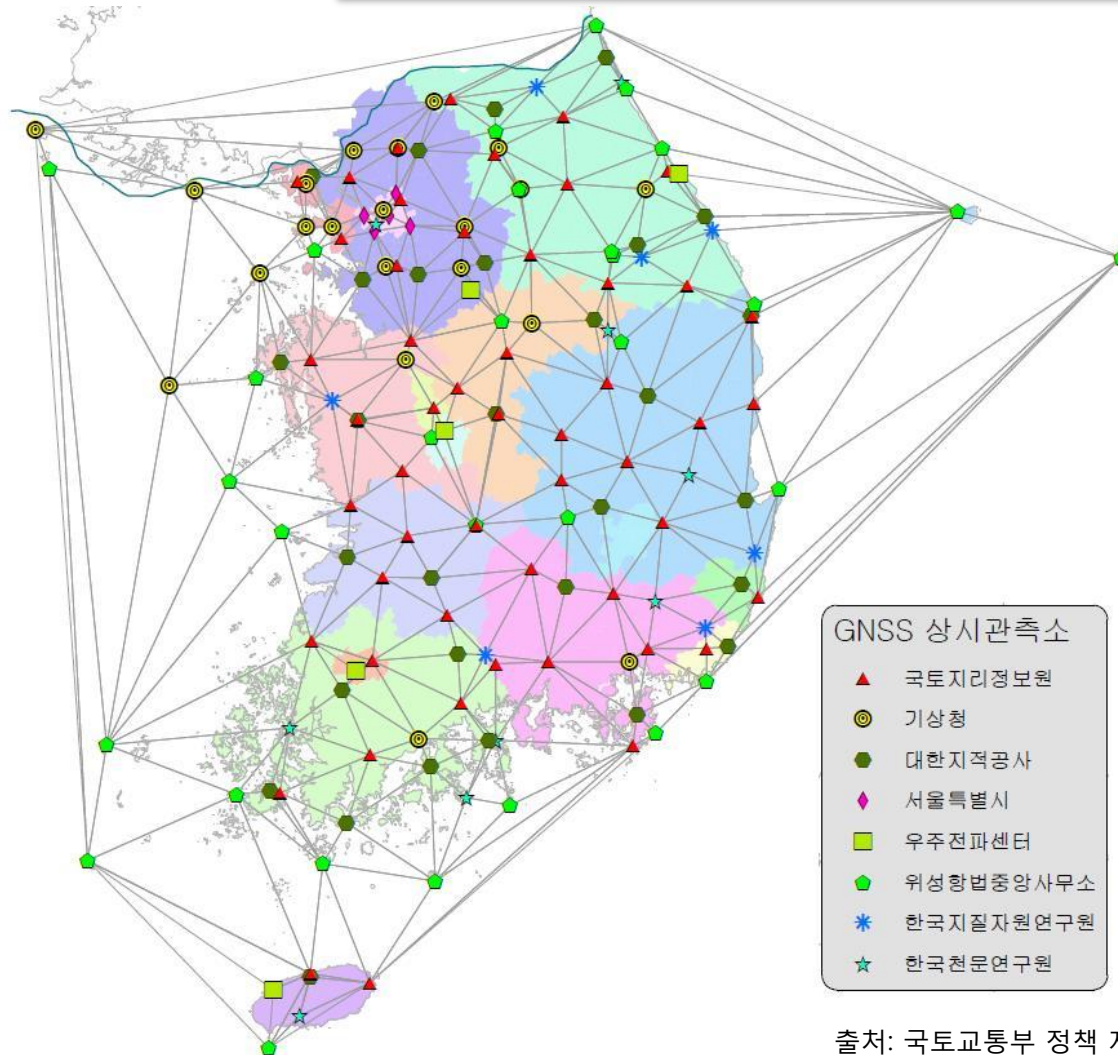 GNSS 상시관측소
국토지리정보원
기상청
대한지적공사
서울특별시
우주전파센터
위성항법중앙사무소
한국지질자원연구원
한국천문연구원
출처: 국토교통부 정책